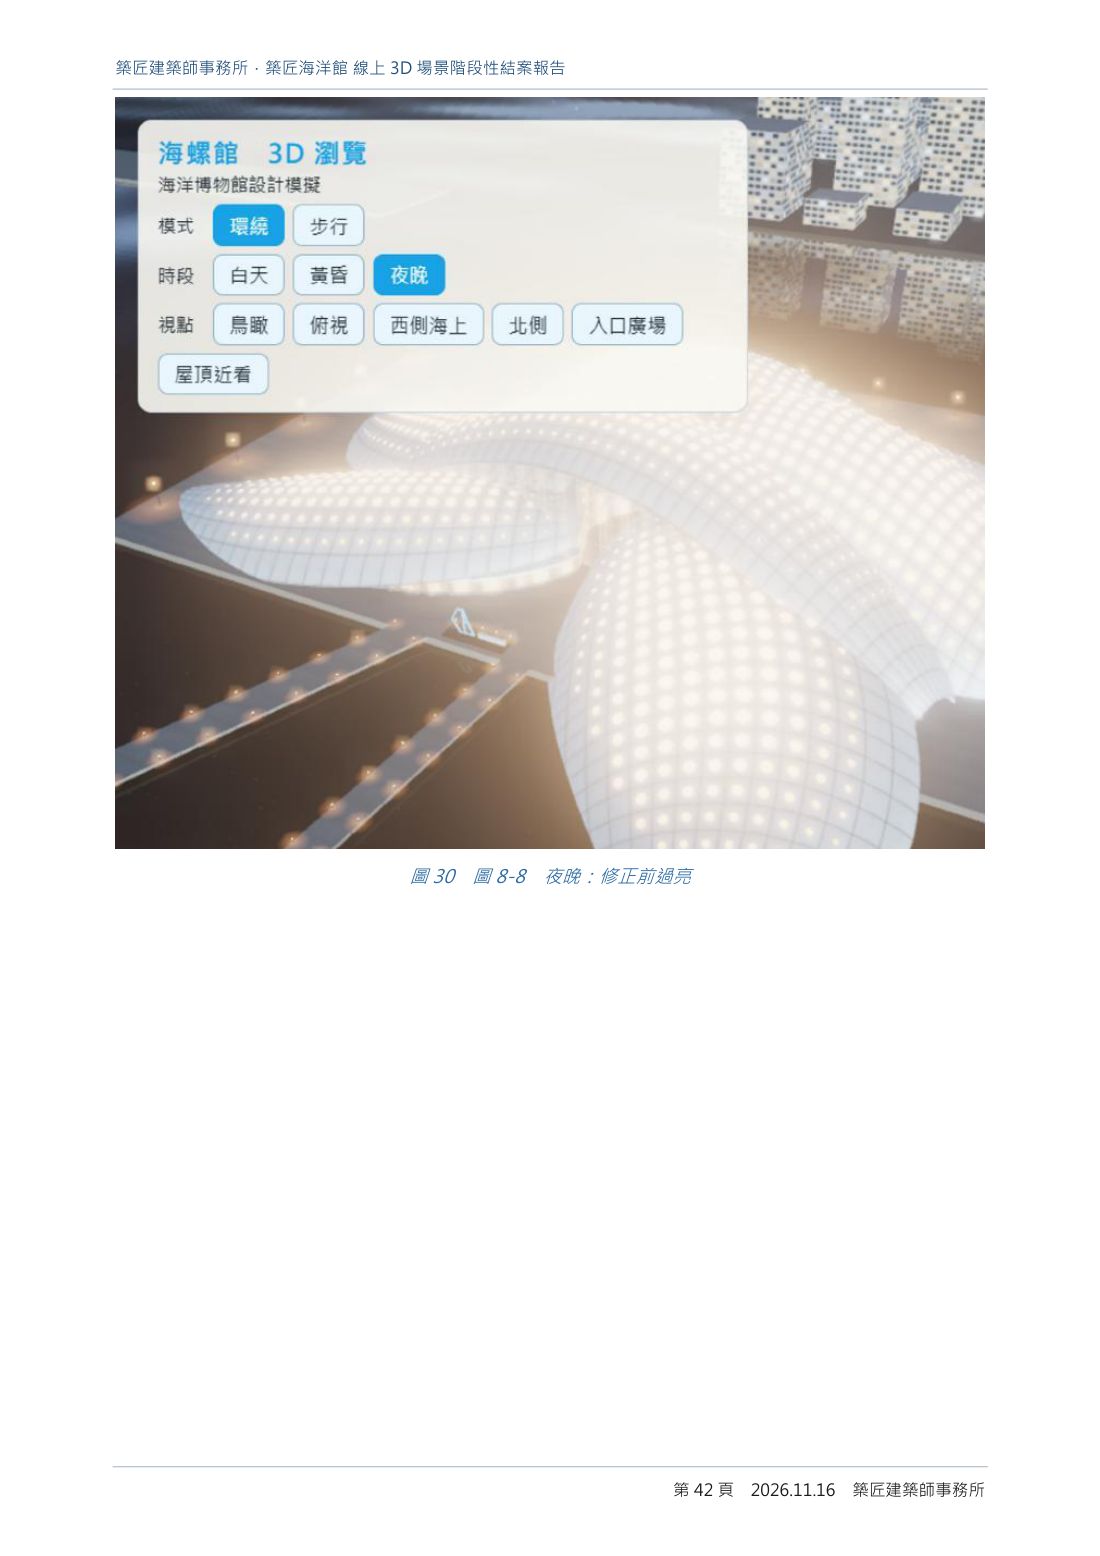 築匠建築師事務所．築匠海洋館 線上 3D 場景階段性結案報告
海螺館　3D 瀏覽
海洋博物館設計模擬
模式　環繞　步行
時段　白天　黃昏　夜晚
視點　鳥瞰　俯視　西側海上　北側　入口廣場
屋頂近看
圖 30　圖 8-8　夜晚：修正前過亮
第 42 頁　2026.11.16　築匠建築師事務所